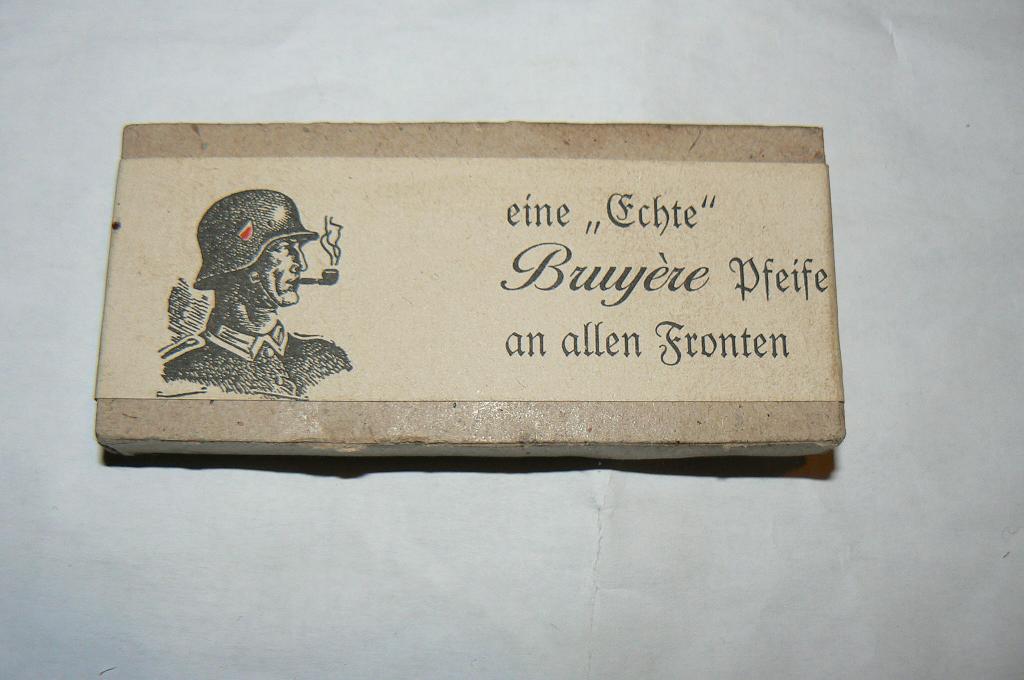 eine „Echte“
Bruyère Pfeife
an allen Fronten